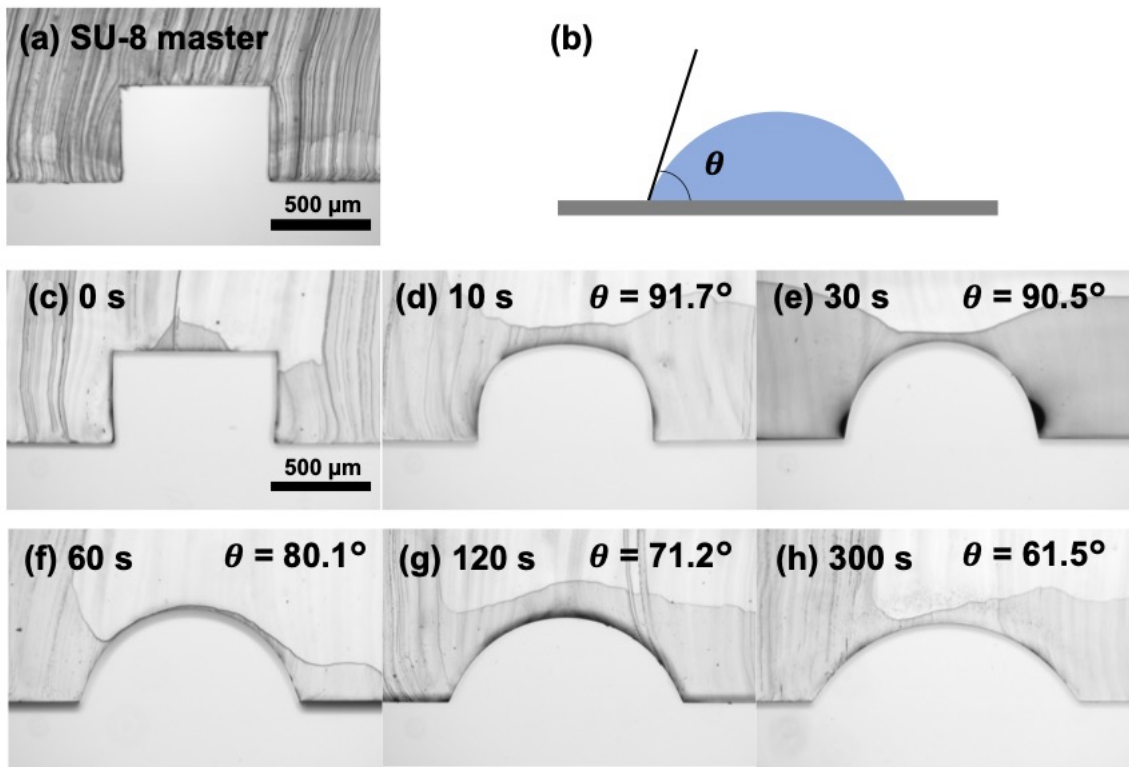 (a) SU-8 master
500 µm
(b)
θ
(c) 0 s
500 µm
(d) 10 s θ = 91.7°
(e) 30 s θ = 90.5°
(f) 60 s θ = 80.1°
(g) 120 s θ = 71.2°
(h) 300 s θ = 61.5°